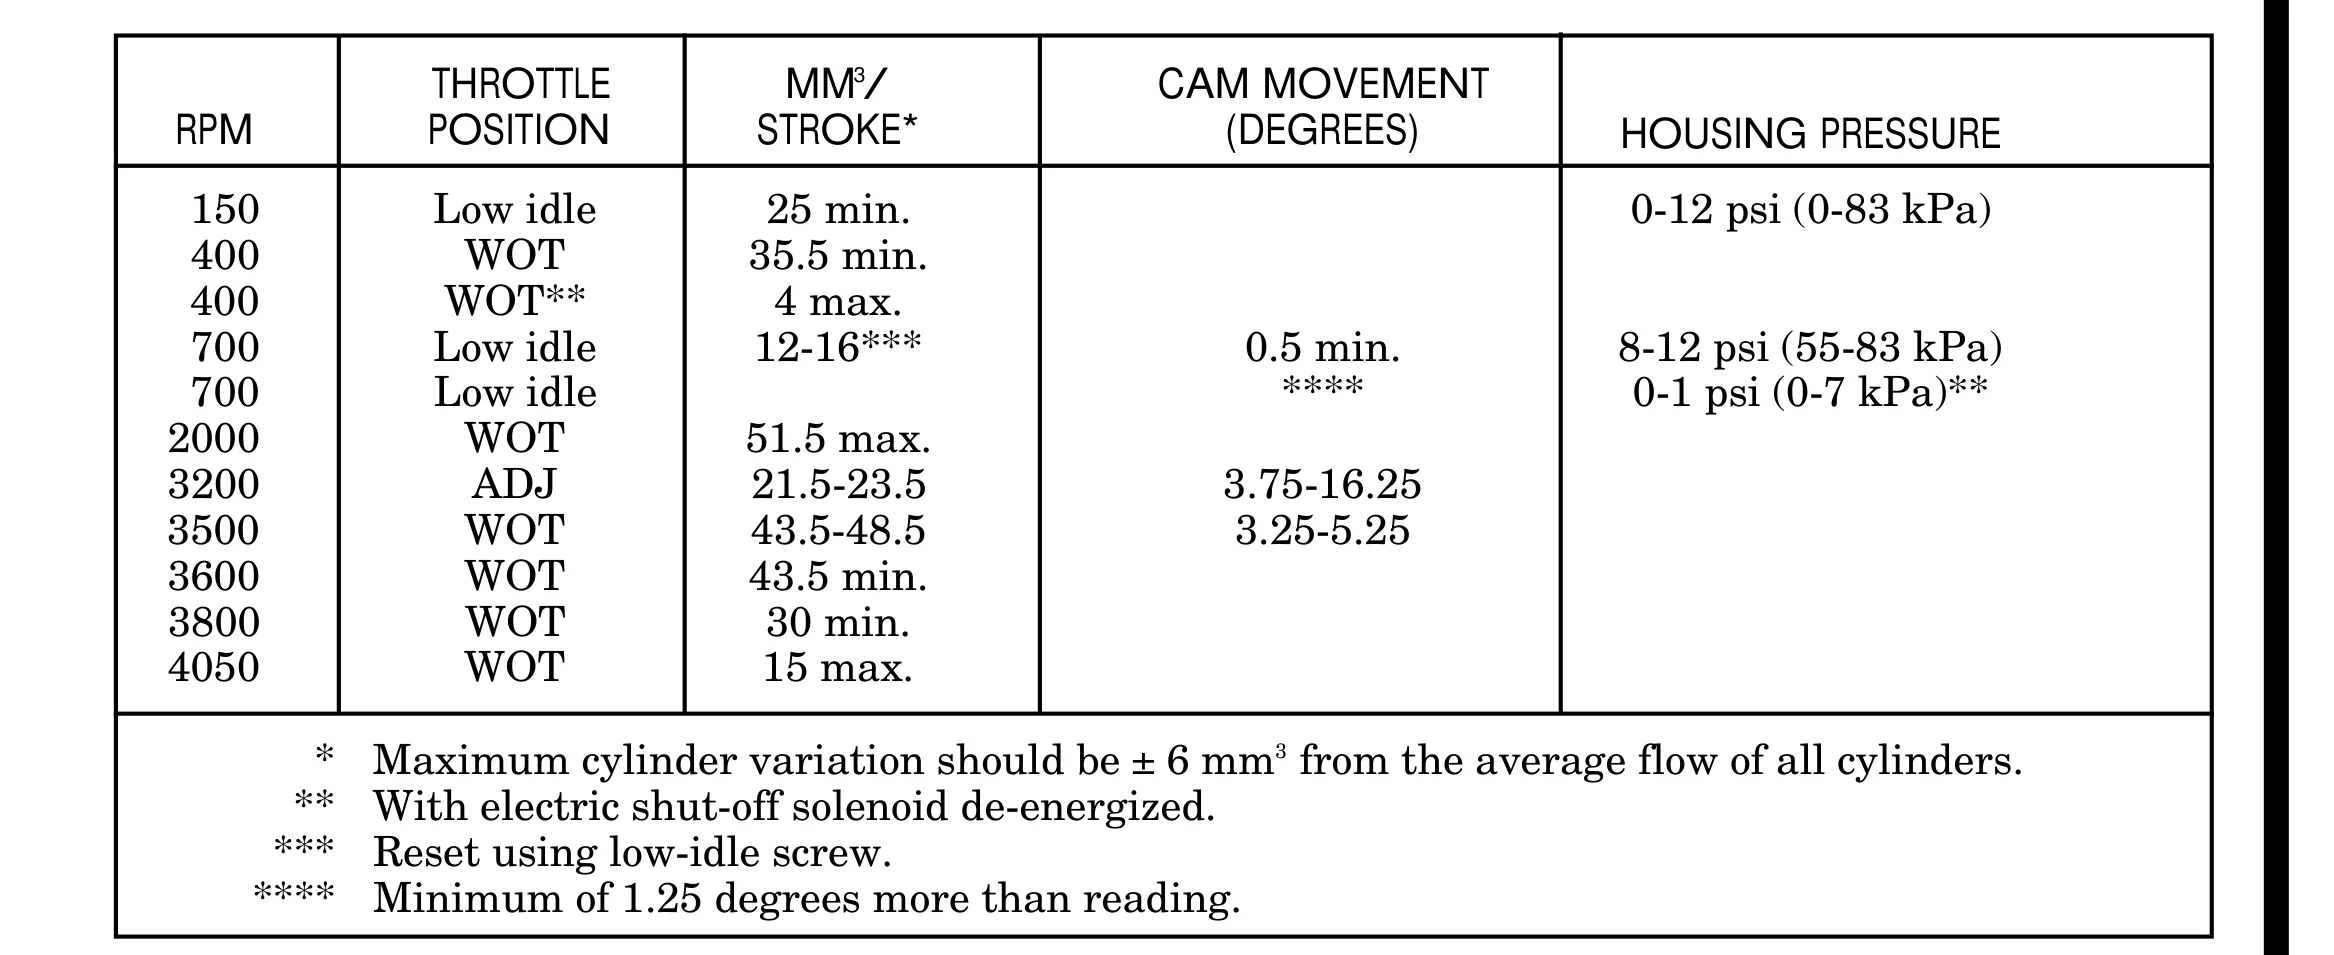 RPM THROTTLE POSITION MM³/ STROKE* CAM MOVEMENT (DEGREES) HOUSING PRESSURE
150 Low idle 25 min. 0-12 psi (0-83 kPa)
400 WOT 35.5 min.
400 WOT** 4 max.
700 Low idle 12-16*** 0.5 min. 8-12 psi (55-83 kPa)
700 Low idle **** 0-1 psi (0-7 kPa)**
2000 WOT 51.5 max.
3200 ADJ 21.5-23.5 3.75-16.25
3500 WOT 43.5-48.5 3.25-5.25
3600 WOT 43.5 min.
3800 WOT 30 min.
4050 WOT 15 max.
* Maximum cylinder variation should be ± 6 mm³ from the average flow of all cylinders.
** With electric shut-off solenoid de-energized.
*** Reset using low-idle screw.
**** Minimum of 1.25 degrees more than reading.